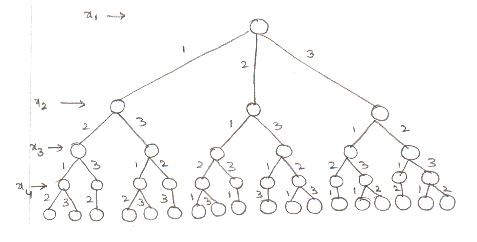 x₁ →
1 2 3
x₂ →
2 3 1 3 1 2
x₃ →
1 3 1 2 2 3 1 2 2 3 1 3
x₄ →
2 3 2 2 3 3 1 3 1 3 1 3 2 1 2 2 1 2